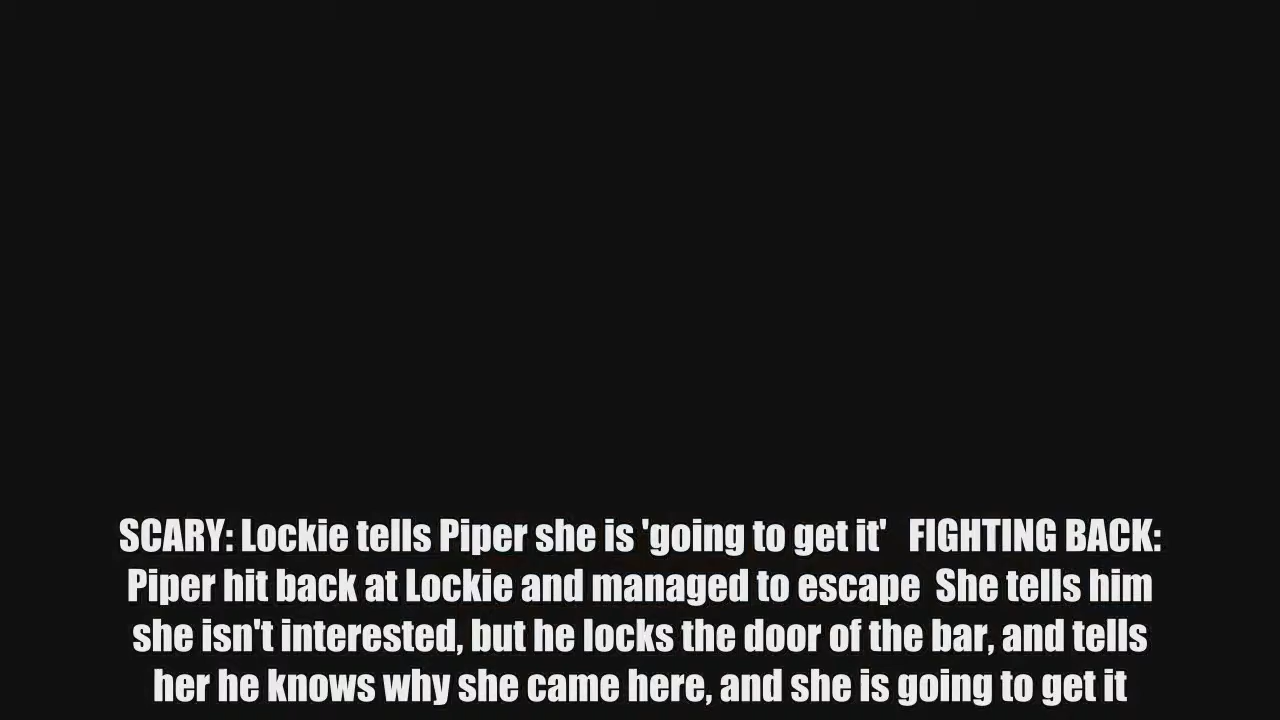 SCARY: Lockie tells Piper she is 'going to get it'   FIGHTING BACK:
Piper hit back at Lockie and managed to escape  She tells him
she isn't interested, but he locks the door of the bar, and tells
her he knows why she came here, and she is going to get it